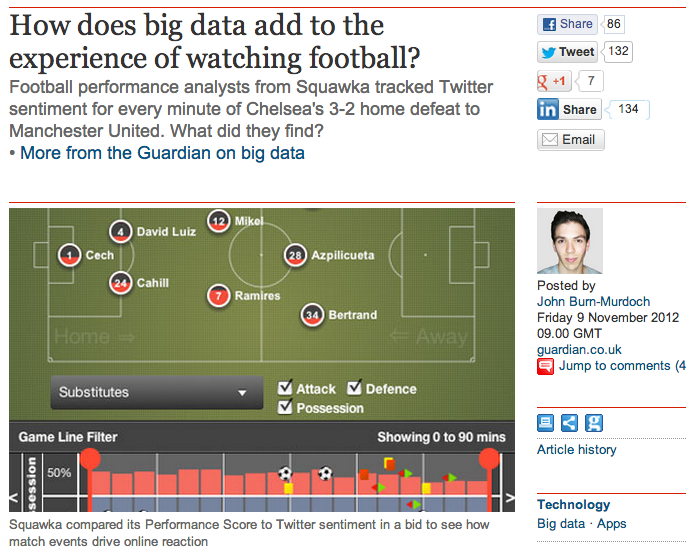 How does big data add to the
experience of watching football?
Football performance analysts from Squawka tracked Twitter
sentiment for every minute of Chelsea's 3-2 home defeat to
Manchester United. What did they find?
• More from the Guardian on big data
Share 86
Tweet 132
+1 7
in Share 134
Email
12 Mikel
4 David Luiz
1 Cech
28 Azpilicueta
24 Cahill
7 Ramires
34 Bertrand
Home ⇨
⇦ Away
Substitutes
Attack
Defence
Possession
Game Line Filter
Showing 0 to 90 mins
session
50%
<
>
Squawka compared its Performance Score to Twitter sentiment in a bid to see how
match events drive online reaction
Posted by
John Burn-Murdoch
Friday 9 November 2012
09.00 GMT
guardian.co.uk
Jump to comments (4
Article history
Technology
Big data · Apps